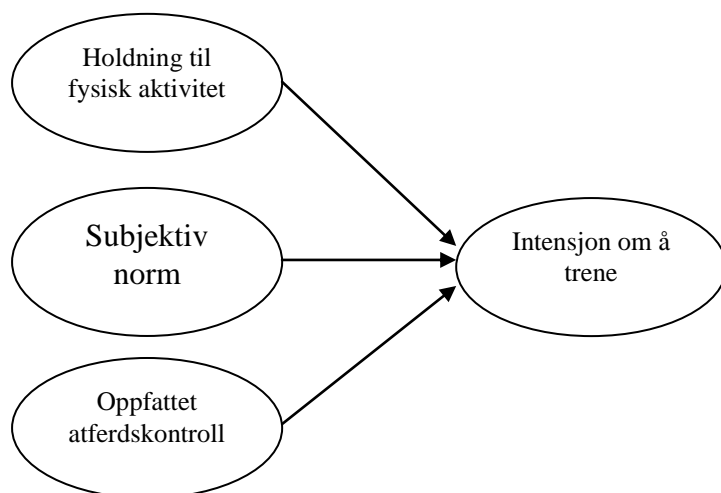 Holdning til
fysisk aktivitet
Subjektiv
norm
Intensjon om å
trene
Oppfattet
atferdskontroll